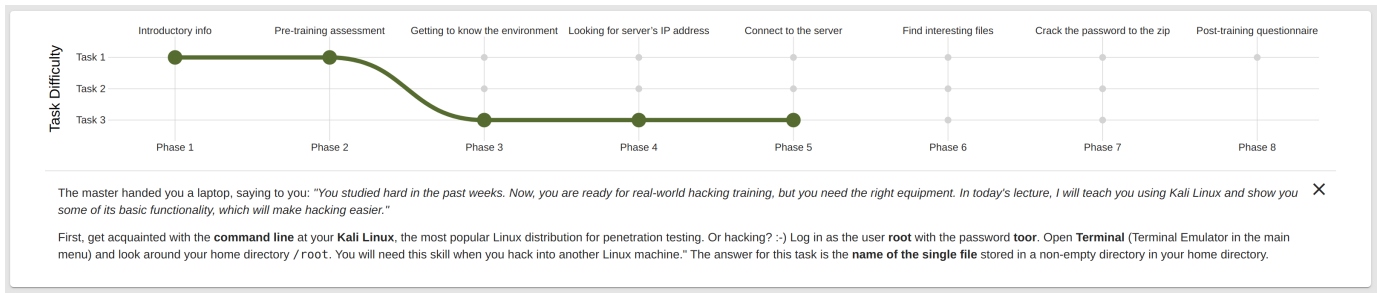 Introductory info Pre-training assessment Getting to know the environment Looking for server's IP address Connect to the server Find interesting files Crack the password to the zip Post-training questionnaire
Task Difficulty
Task 1
Task 2
Task 3
Phase 1 Phase 2 Phase 3 Phase 4 Phase 5 Phase 6 Phase 7 Phase 8
The master handed you a laptop, saying to you: "You studied hard in the past weeks. Now, you are ready for real-world hacking training, but you need the right equipment. In today's lecture, I will teach you using Kali Linux and show you
some of its basic functionality, which will make hacking easier."
First, get acquainted with the command line at your Kali Linux, the most popular Linux distribution for penetration testing. Or hacking? :-) Log in as the user root with the password toor. Open Terminal (Terminal Emulator in the main
menu) and look around your home directory /root. You will need this skill when you hack into another Linux machine." The answer for this task is the name of the single file stored in a non-empty directory in your home directory.